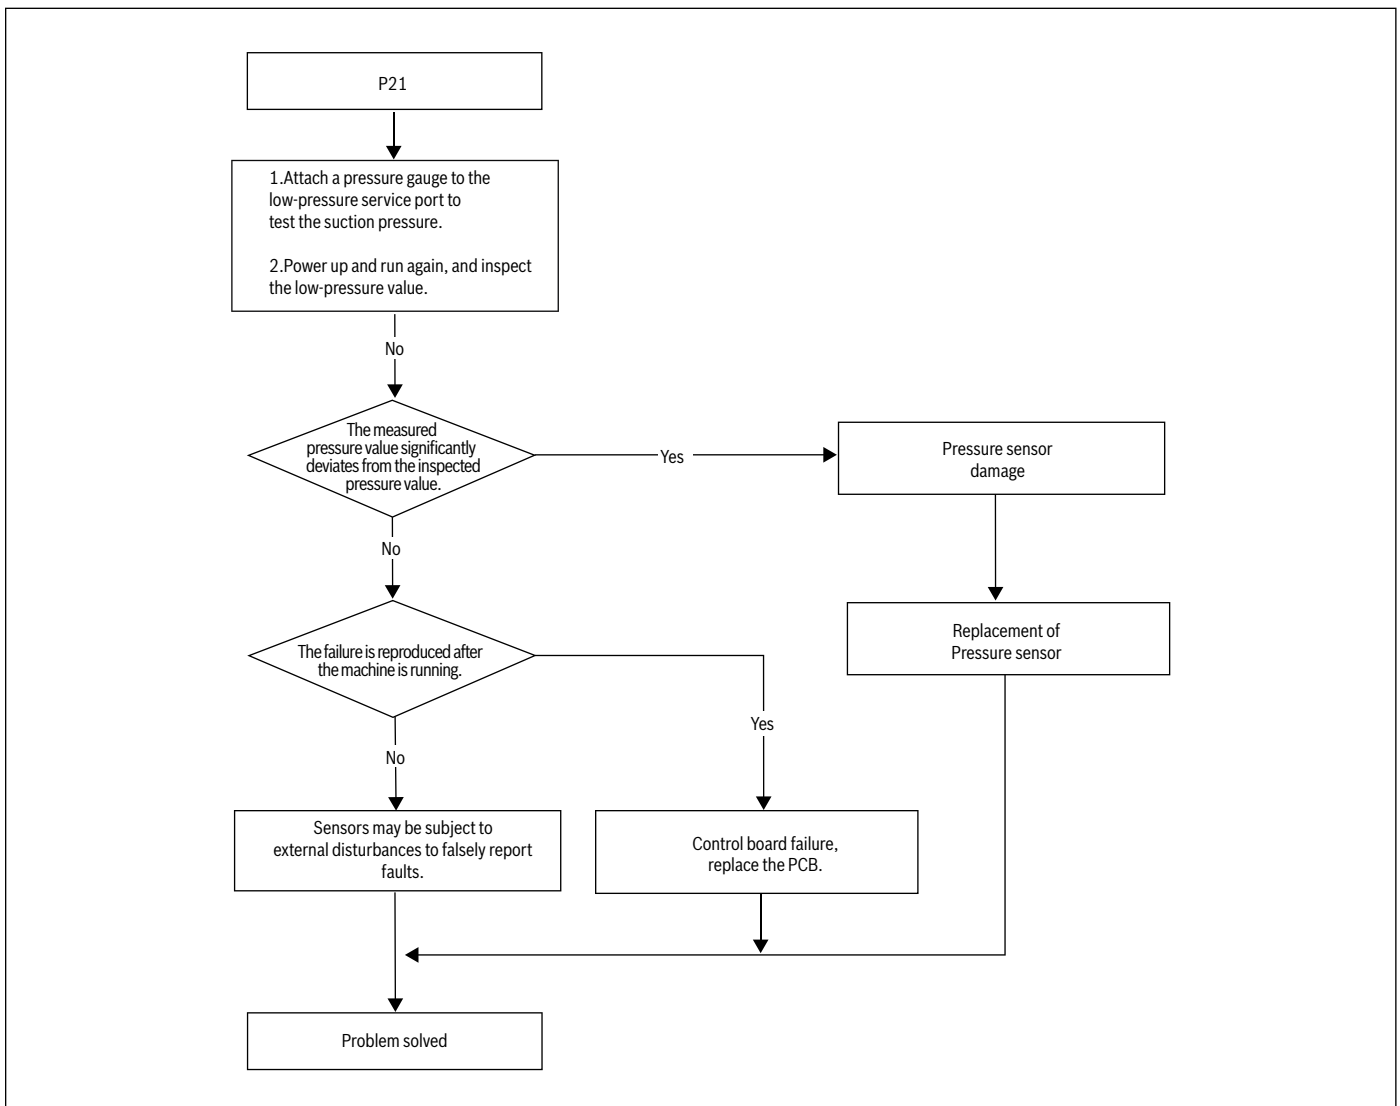 P21
1.Attach a pressure gauge to the
low-pressure service port to
test the suction pressure.
2.Power up and run again, and inspect
the low-pressure value.
No
The measured
pressure value significantly
deviates from the inspected
pressure value.
Yes
Pressure sensor
damage
No
Replacement of
Pressure sensor
The failure is reproduced after
the machine is running.
Yes
No
Sensors may be subject to
external disturbances to falsely report
faults.
Control board failure,
replace the PCB.
Problem solved